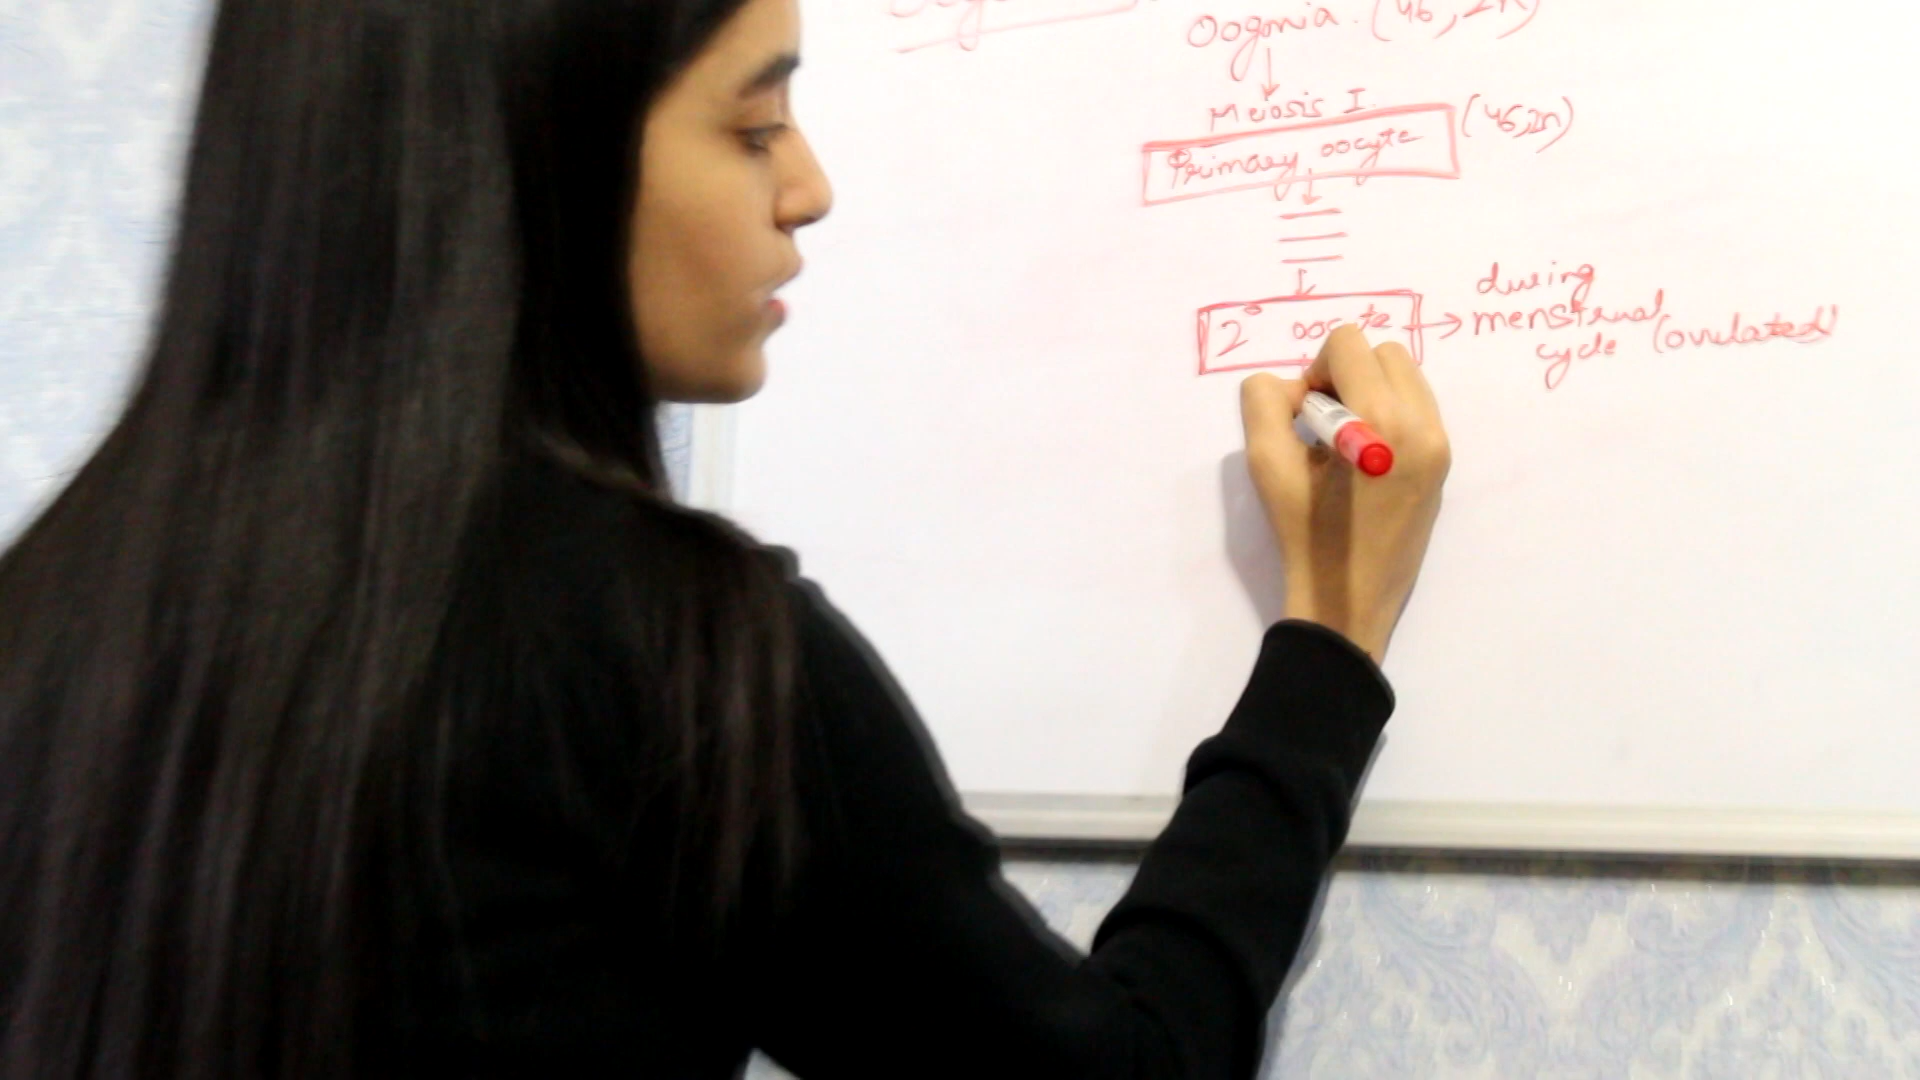 Oogonia. (46, 2n)
Meiosis I.
Primary oocyte (46,2n)
2° oocyte → during
menstrual
cycle (ovulated)